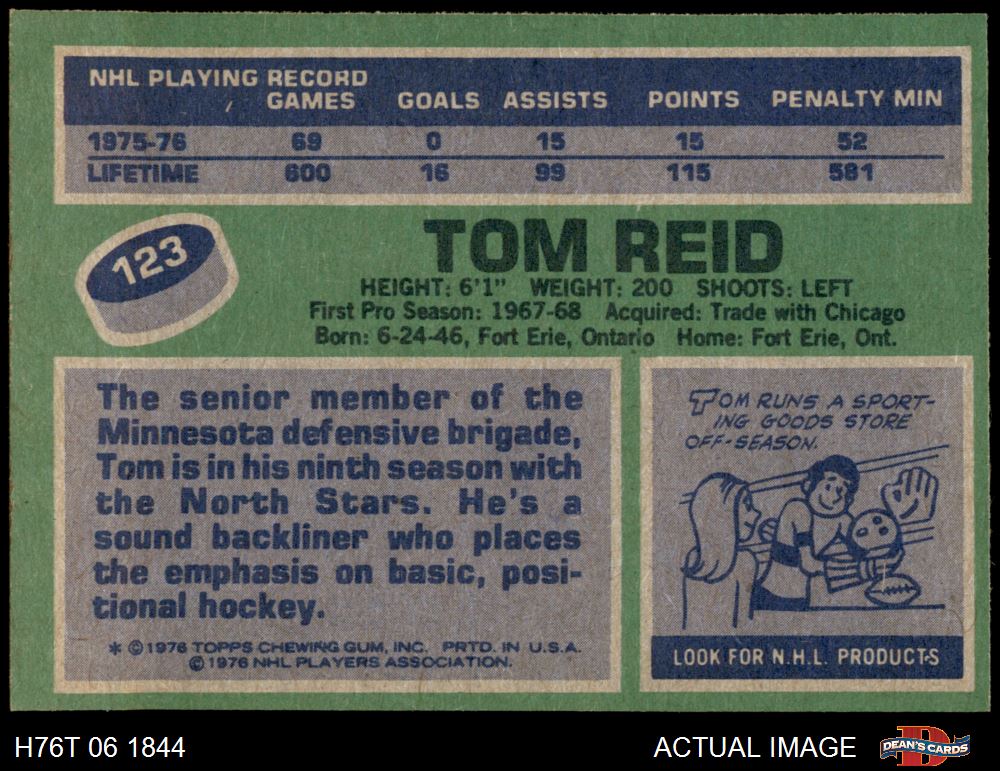 NHL PLAYING RECORD
GAMES GOALS ASSISTS POINTS PENALTY MIN
1975-76 69 0 15 15 52
LIFETIME 600 16 99 115 581
123
TOM REID
HEIGHT: 6'1" WEIGHT: 200 SHOOTS: LEFT
First Pro Season: 1967-68 Acquired: Trade with Chicago
Born: 6-24-46, Fort Erie, Ontario Home: Fort Erie, Ont.
The senior member of the
Minnesota defensive brigade,
Tom is in his ninth season with
the North Stars. He's a
sound backliner who places
the emphasis on basic, posi-
tional hockey.
* ©1976 TOPPS CHEWING GUM, INC. PRTD. IN U.S.A.
©1976 NHL PLAYERS ASSOCIATION.
TOM RUNS A SPORT-
ING GOODS STORE
OFF-SEASON.
LOOK FOR N.H.L. PRODUCTS
H76T 06 1844
ACTUAL IMAGE
DEAN'S CARDS